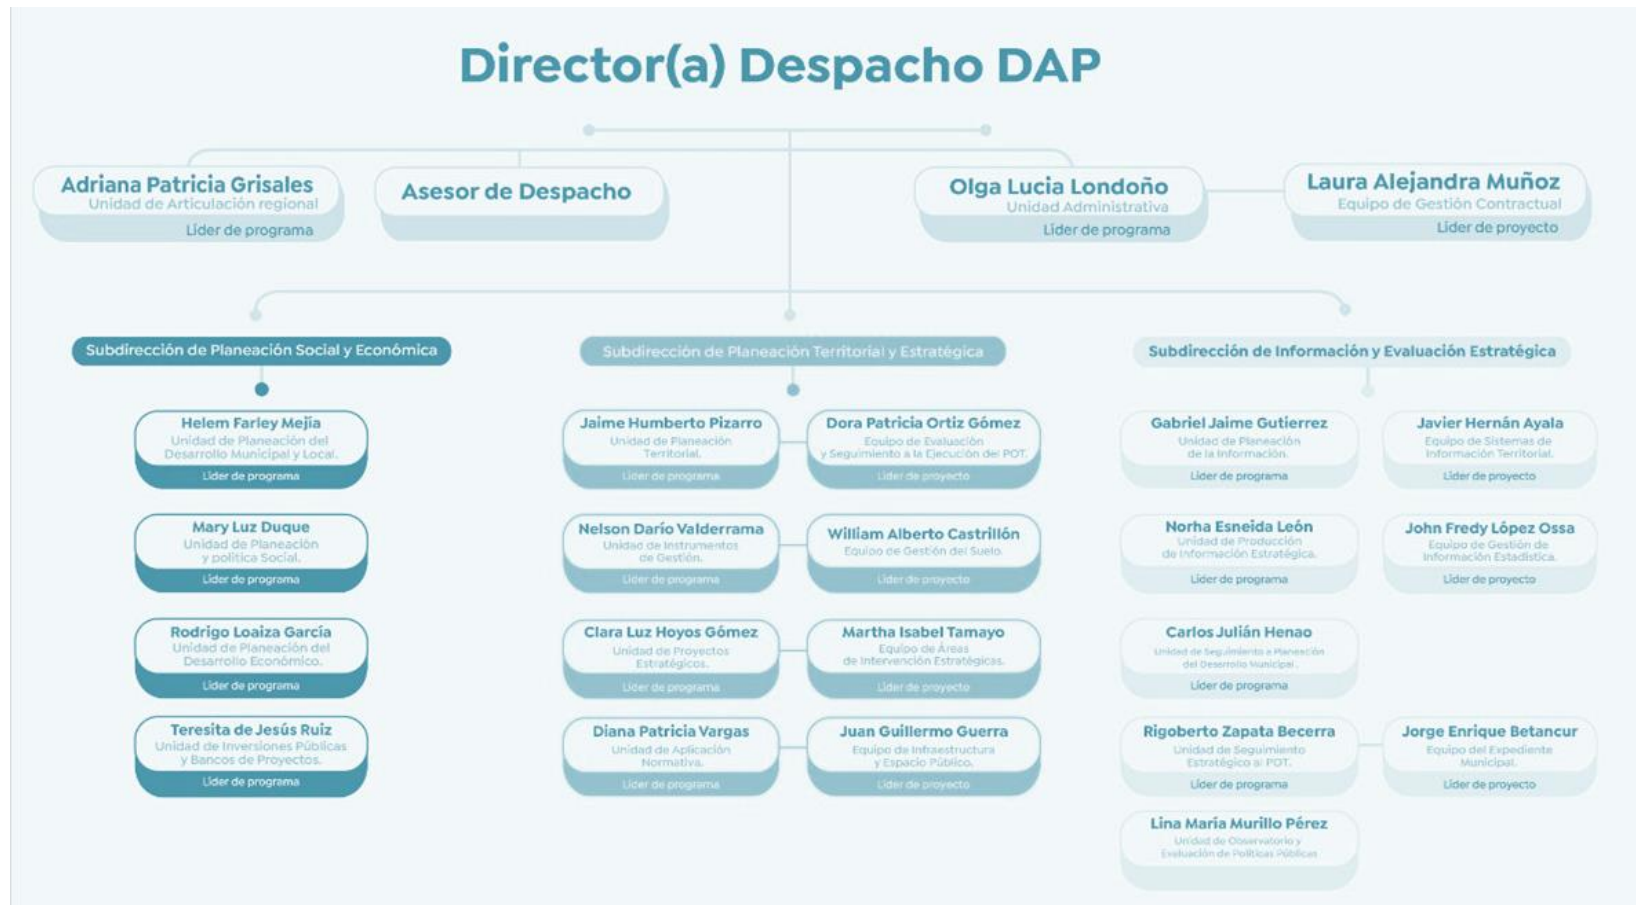 Director(a) Despacho DAP
Adriana Patricia Grisales
Unidad de Articulación regional
Líder de programa
Asesor de Despacho
Olga Lucia Londoño
Unidad Administrativa
Líder de programa
Laura Alejandra Muñoz
Equipo de Gestión Contractual
Líder de proyecto
Subdirección de Planeación Social y Económica
Helem Farley Mejía
Unidad de Planeación del
Desarrollo Municipal y Local.
Líder de programa
Mary Luz Duque
Unidad de Planeación
y política Social.
Líder de programa
Rodrigo Loaiza García
Unidad de Planeación del
Desarrollo Económico.
Líder de programa
Teresita de Jesús Ruiz
Unidad de Inversiones Públicas
y Bancos de Proyectos.
Líder de programa
Subdirección de Planeación Territorial y Estratégica
Jaime Humberto Pizarro
Unidad de Planeación
Territorial.
Líder de programa
Dora Patricia Ortiz Gómez
Equipo de Evaluación
y Seguimiento a la Ejecución del POT.
Líder de proyecto
Nelson Darío Valderrama
Unidad de Instrumentos
de Gestión.
Líder de programa
William Alberto Castrillón
Equipo de Gestión del Suelo.
Líder de proyecto
Clara Luz Hoyos Gómez
Unidad de Proyectos
Estratégicos.
Líder de programa
Martha Isabel Tamayo
Equipo de Áreas
de Intervención Estratégicas.
Líder de proyecto
Diana Patricia Vargas
Unidad de Aplicación
Normativa.
Líder de programa
Juan Guillermo Guerra
Equipo de Infraestructura
y Espacio Público.
Líder de proyecto
Subdirección de Información y Evaluación Estratégica
Gabriel Jaime Gutierrez
Unidad de Planeación
de la Información.
Líder de programa
Javier Hernán Ayala
Equipo de Sistemas de
Información Territorial.
Líder de proyecto
Norha Esneida León
Unidad de Producción
de Información Estratégica.
Líder de programa
John Fredy López Ossa
Equipo de Gestión de
Información Estadística.
Líder de proyecto
Carlos Julián Henao
Unidad de Seguimiento a Planeación
del Desarrollo Municipal.
Líder de programa
Rigoberto Zapata Becerra
Unidad de Seguimiento
Estratégico al POT.
Líder de programa
Jorge Enrique Betancur
Equipo del Expediente
Municipal.
Líder de proyecto
Lina María Murillo Pérez
Unidad de Observatorio y
Evaluación de Políticas Públicas